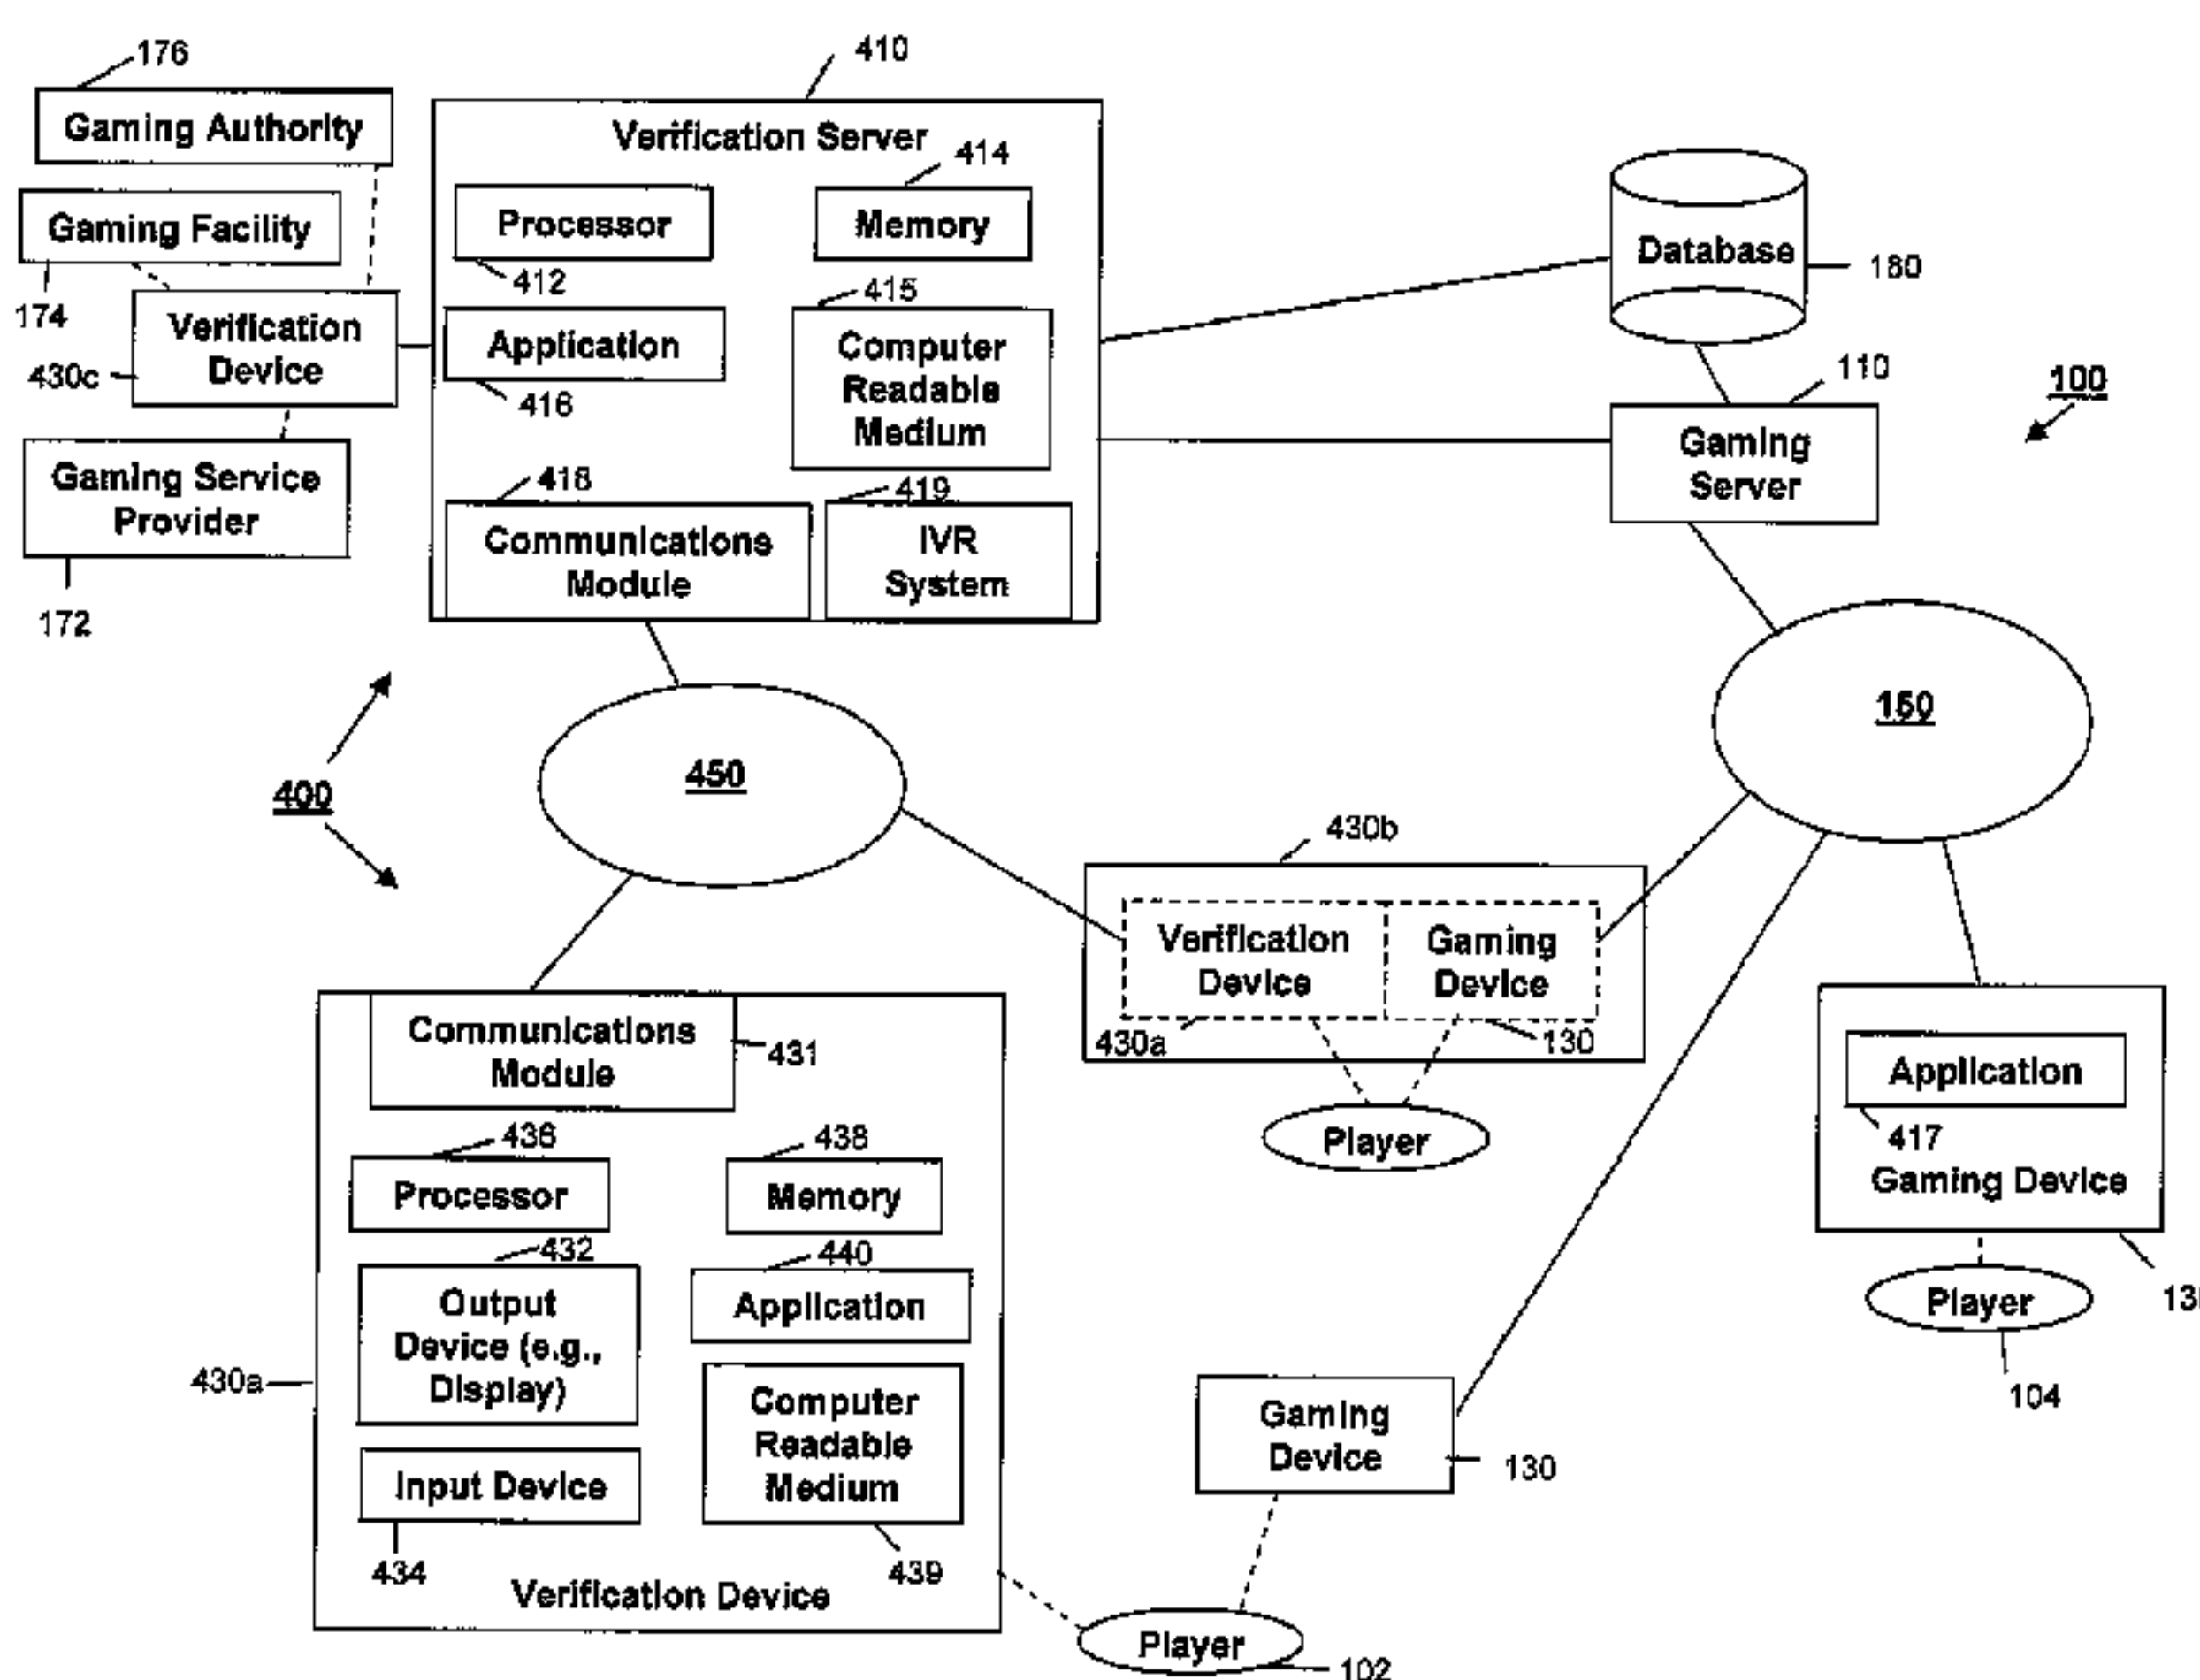 176
410
Gaming Authority
Verification Server
414
Gaming Facility
Processor
Memory
Database
180
412
415
174
Verification
Device
430c
Application
Computer
Readable
Medium
110
100
416
Gaming
Server
Gaming Service
Provider
418
419
Communications
Module
IVR
System
172
150
450
400
430b
Verification
Device
Gaming
Device
430a
130
Communications
Module
431
Application
417
Gaming Device
Player
436
438
Processor
Memory
432
440
Player
Output
Device (e.g.,
Display)
Application
430a
104
Computer
Readable
Medium
Gaming
Device
130
Input Device
434
439
Verification Device
Player
102